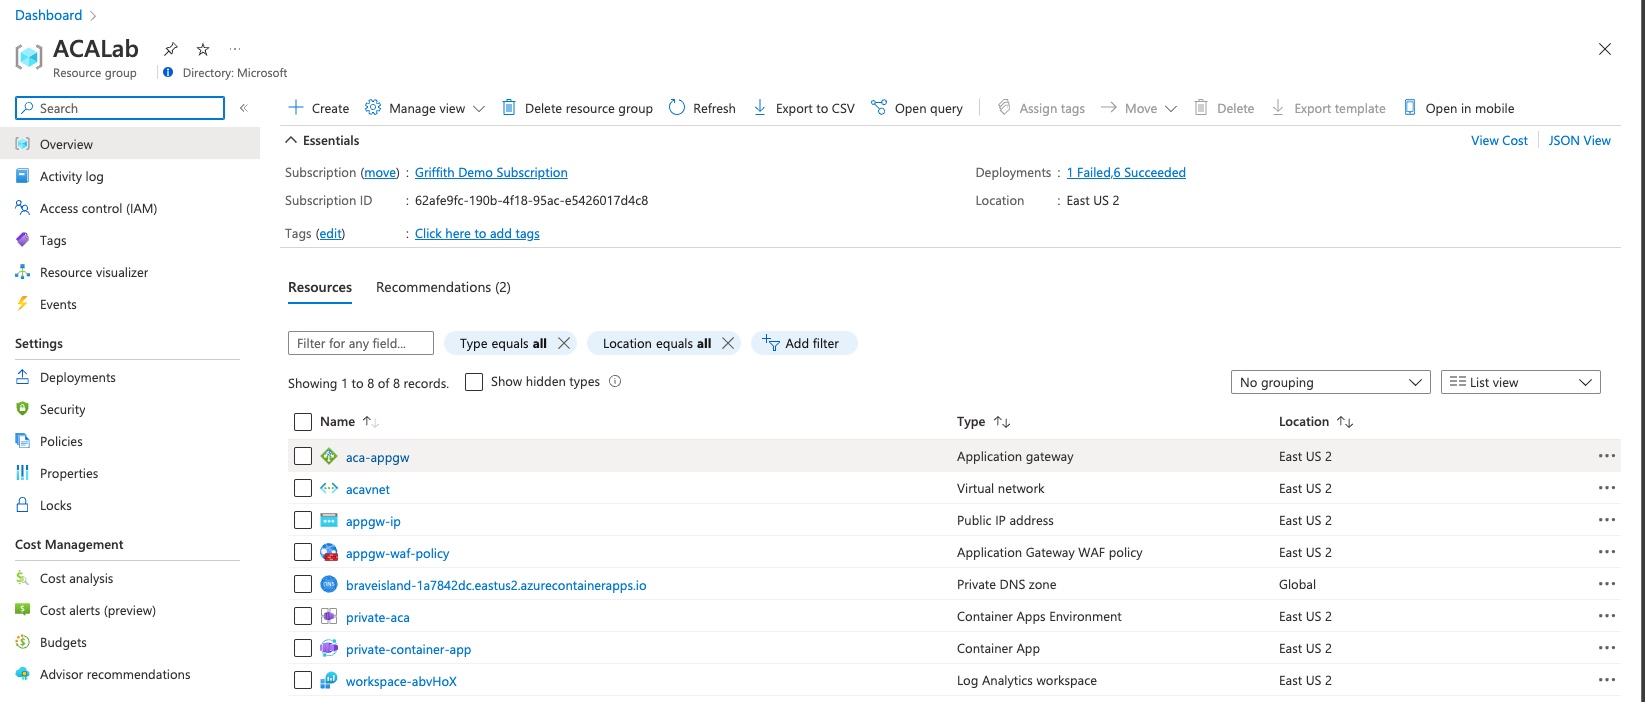 Dashboard
ACALab
Resource group
Directory: Microsoft
Search
Create Manage view Delete resource group Refresh Export to CSV Open query Assign tags Move Delete Export template Open in mobile
Overview
Activity log
Access control (IAM)
Tags
Resource visualizer
Events
Settings
Deployments
Security
Policies
Properties
Locks
Cost Management
Cost analysis
Cost alerts (preview)
Budgets
Advisor recommendations
Essentials
View Cost JSON View
Subscription (move) : Griffith Demo Subscription
Subscription ID : 62afe9fc-190b-4f18-95ac-e5426017d4c8
Tags (edit) : Click here to add tags
Deployments : 1 Failed,6 Succeeded
Location : East US 2
Resources Recommendations (2)
Filter for any field... Type equals all Location equals all Add filter
Showing 1 to 8 of 8 records. Show hidden types No grouping List view
Name Type Location
aca-appgw Application gateway East US 2
acavnet Virtual network East US 2
appgw-ip Public IP address East US 2
appgw-waf-policy Application Gateway WAF policy East US 2
braveisland-1a7842dc.eastus2.azurecontainerapps.io Private DNS zone Global
private-aca Container Apps Environment East US 2
private-container-app Container App East US 2
workspace-abvHoX Log Analytics workspace East US 2